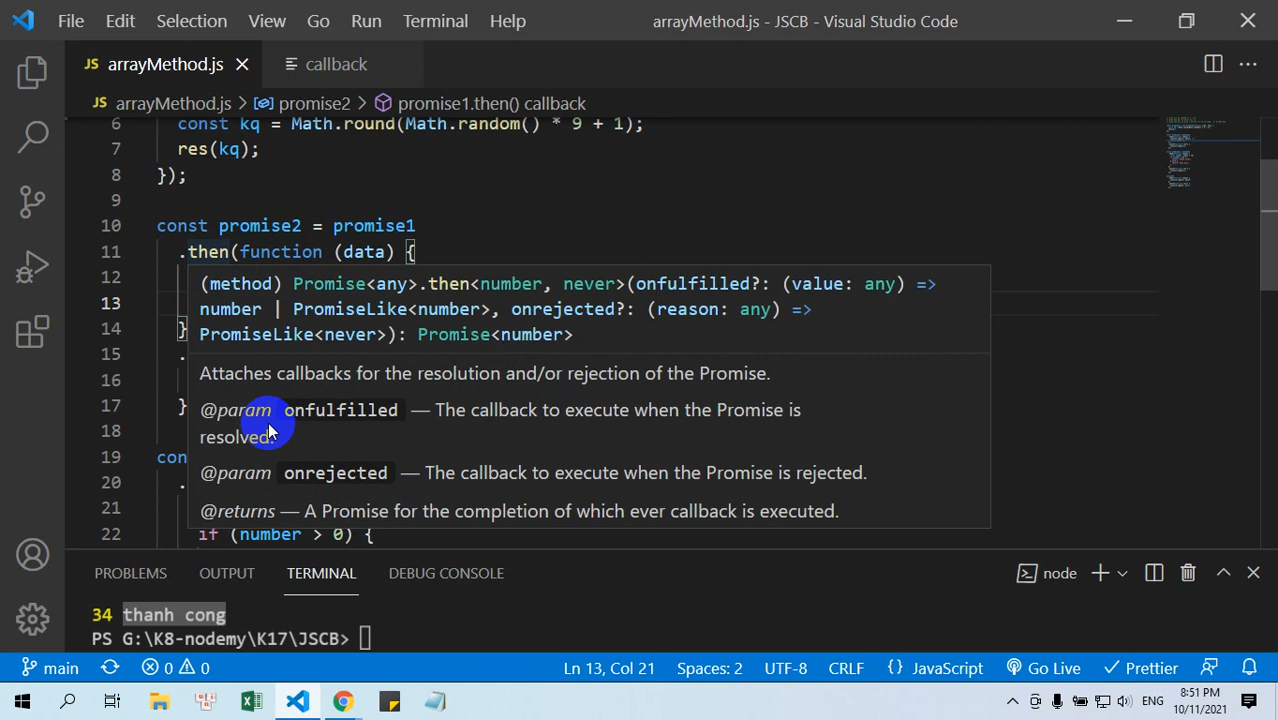 File Edit Selection View Go Run Terminal Help arrayMethod.js - JSCB - Visual Studio Code
JS arrayMethod.js callback
JS arrayMethod.js > promise2 > promise1.then() callback
6 const kq = Math.round(Math.random() * 9 + 1);
7 res(kq);
8 });
9
10 const promise2 = promise1
11 .then(function (data) {
12
13
14 }
15 .
16
17 }
18
19 co
20 .
21
22 if (number > 0) {
(method) Promise<any>.then<number, never>(onfulfilled?: (value: any) =>
number | PromiseLike<number>, onrejected?: (reason: any) =>
PromiseLike<never>): Promise<number>
Attaches callbacks for the resolution and/or rejection of the Promise.
@param onfulfilled — The callback to execute when the Promise is
resolved.
@param onrejected — The callback to execute when the Promise is rejected.
@returns — A Promise for the completion of which ever callback is executed.
PROBLEMS OUTPUT TERMINAL DEBUG CONSOLE node
34 thanh cong
PS G:\K8-nodemy\K17\JSCB>
main 0 0 Ln 13, Col 21 Spaces: 2 UTF-8 CRLF {} JavaScript Go Live Prettier
ENG 8:51 PM
10/11/2021